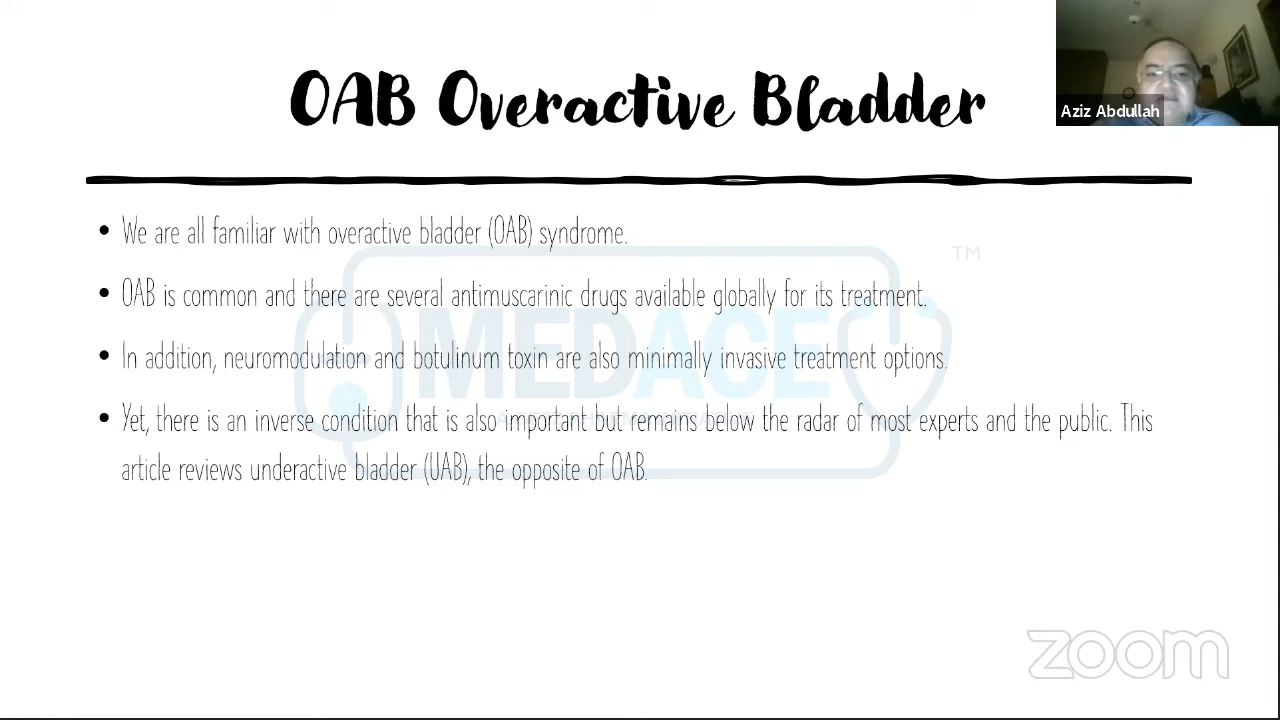 OAB Overactive Bladder
Aziz Abdullah
• We are all familiar with overactive bladder (OAB) syndrome.
TM
• OAB is common and there are several antimuscarinic drugs available globally for its treatment.
• In addition, neuromodulation and botulinum toxin are also minimally invasive treatment options.
MEDACE
• Yet, there is an inverse condition that is also important but remains below the radar of most experts and the public. This
article reviews underactive bladder (UAB), the opposite of OAB.
zoom